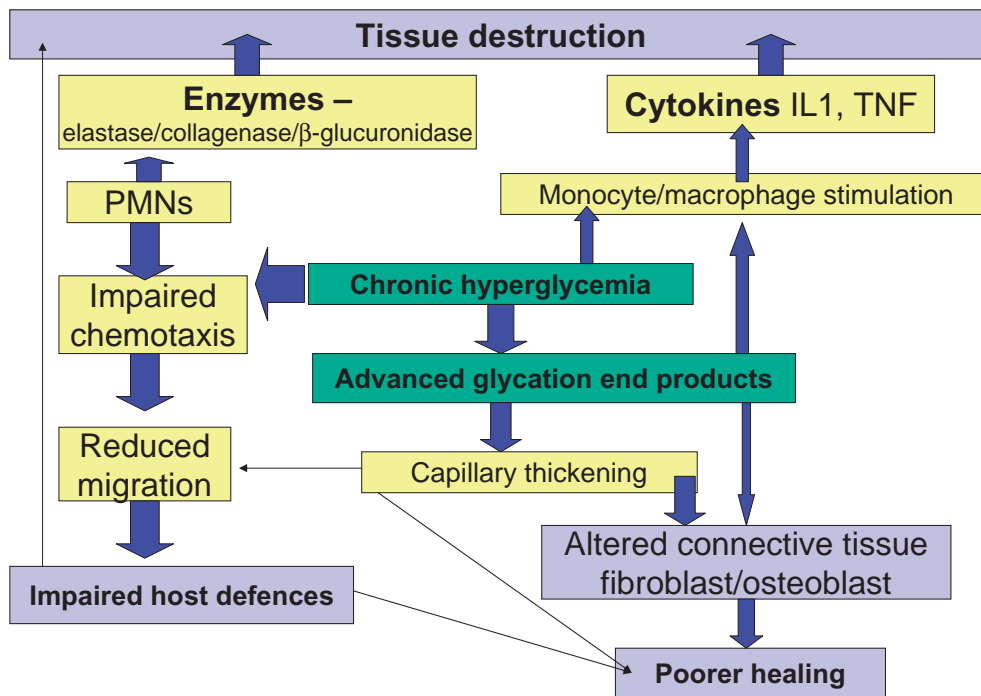 Tissue destruction
Enzymes –
elastase/collagenase/β-glucuronidase
Cytokines IL1, TNF
PMNs
Monocyte/macrophage stimulation
Impaired
chemotaxis
Chronic hyperglycemia
Advanced glycation end products
Reduced
migration
Capillary thickening
Altered connective tissue
fibroblast/osteoblast
Impaired host defences
Poorer healing